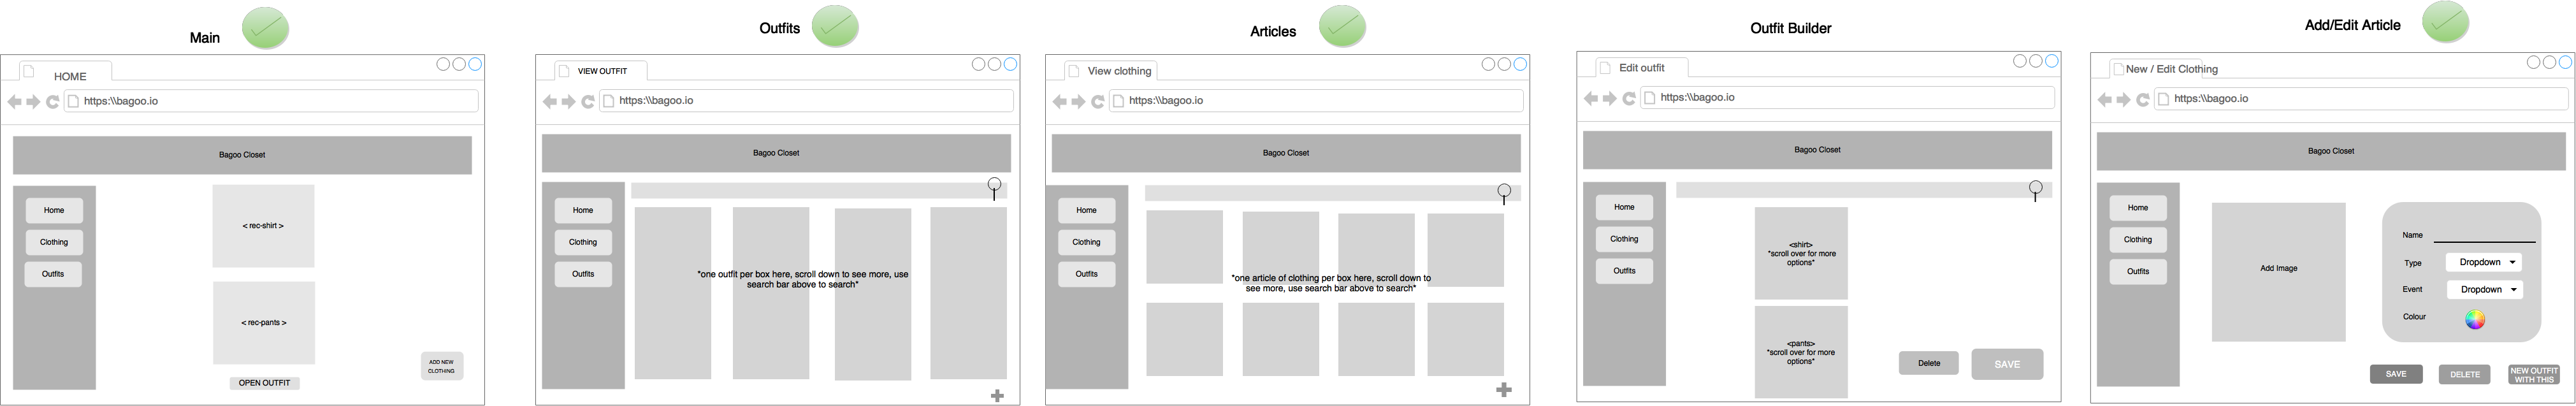 Main
HOME
https:\\bagoo.io
Bagoo Closet
Home
Clothing
Outfits
< rec-shirt >
< rec-pants >
OPEN OUTFIT
ADD NEW
CLOTHING
Outfits
VIEW OUTFIT
https:\\bagoo.io
Bagoo Closet
Home
Clothing
Outfits
*one outfit per box here, scroll down to see more, use
search bar above to search*
Articles
View clothing
https:\\bagoo.io
Bagoo Closet
Home
Clothing
Outfits
*one article of clothing per box here, scroll down to
see more, use search bar above to search*
Outfit Builder
Edit outfit
https:\\bagoo.io
Bagoo Closet
Home
Clothing
Outfits
<shirt>
*scroll over for more
options*
<pants>
*scroll over for more
options*
Delete
SAVE
Add/Edit Article
New / Edit Clothing
https:\\bagoo.io
Bagoo Closet
Home
Clothing
Outfits
Add Image
Name
Type
Dropdown
Event
Dropdown
Colour
SAVE
DELETE
NEW OUTFIT
WITH THIS